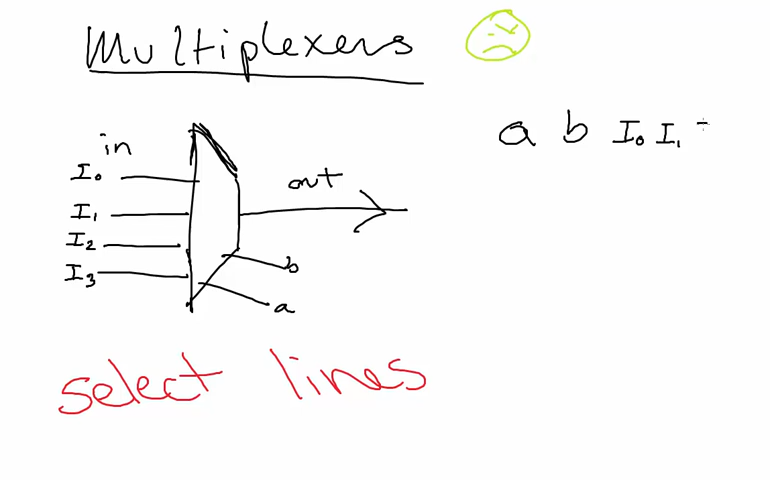 Multiplexers
a b I₀ I₁
in
I₀
out
I₁
I₂
b
I₃
a
select lines